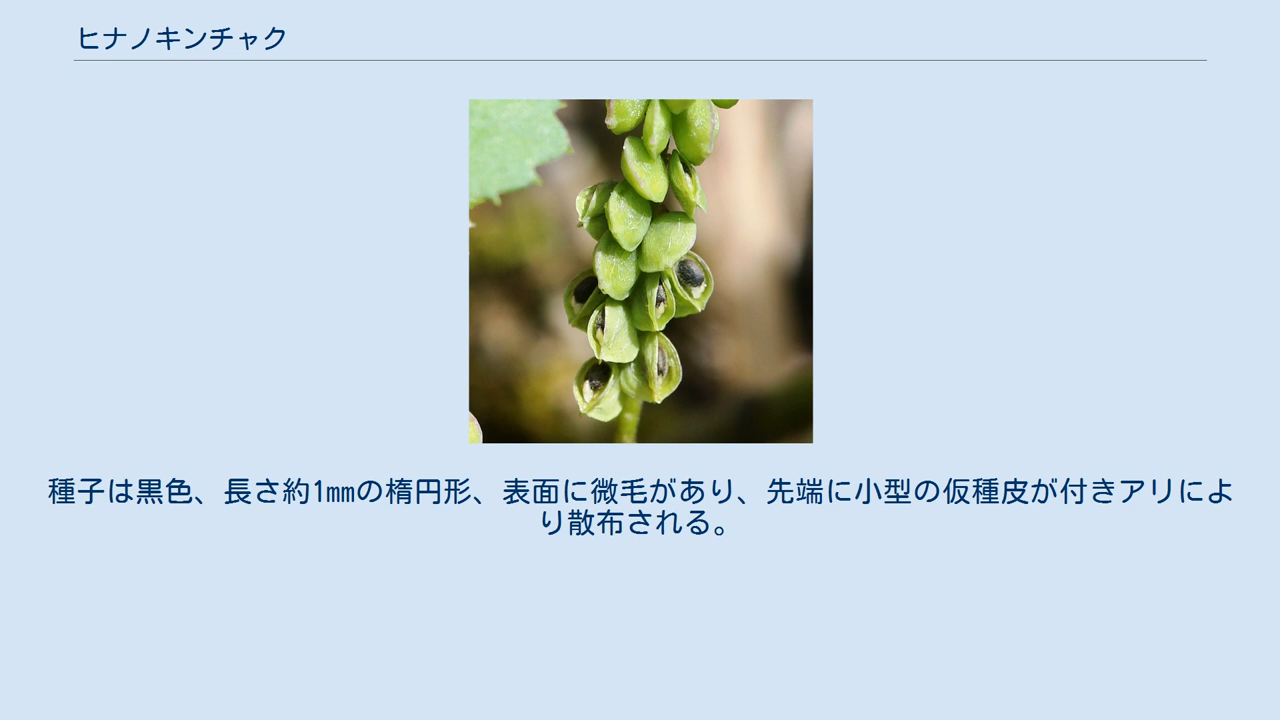 ヒナノキンチャク
種子は黒色、長さ約1mmの楕円形、表面に微毛があり、先端に小型の仮種皮が付きアリによ
り散布される。